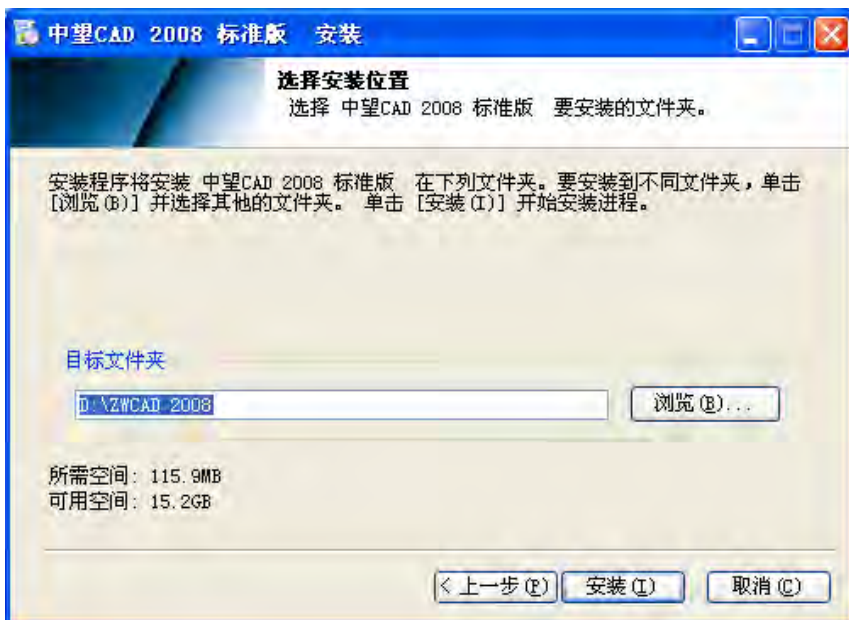 中望CAD 2008 标准版 安装
选择安装位置
选择 中望CAD 2008 标准版 要安装的文件夹。
安装程序将安装 中望CAD 2008 标准版 在下列文件夹。要安装到不同文件夹，单击
[浏览(B)] 并选择其他的文件夹。 单击 [安装(I)] 开始安装进程。
目标文件夹
D:\ZWCAD 2008
浏览(B)...
所需空间: 115.9MB
可用空间: 15.2GB
< 上一步(P)
安装(I)
取消(C)